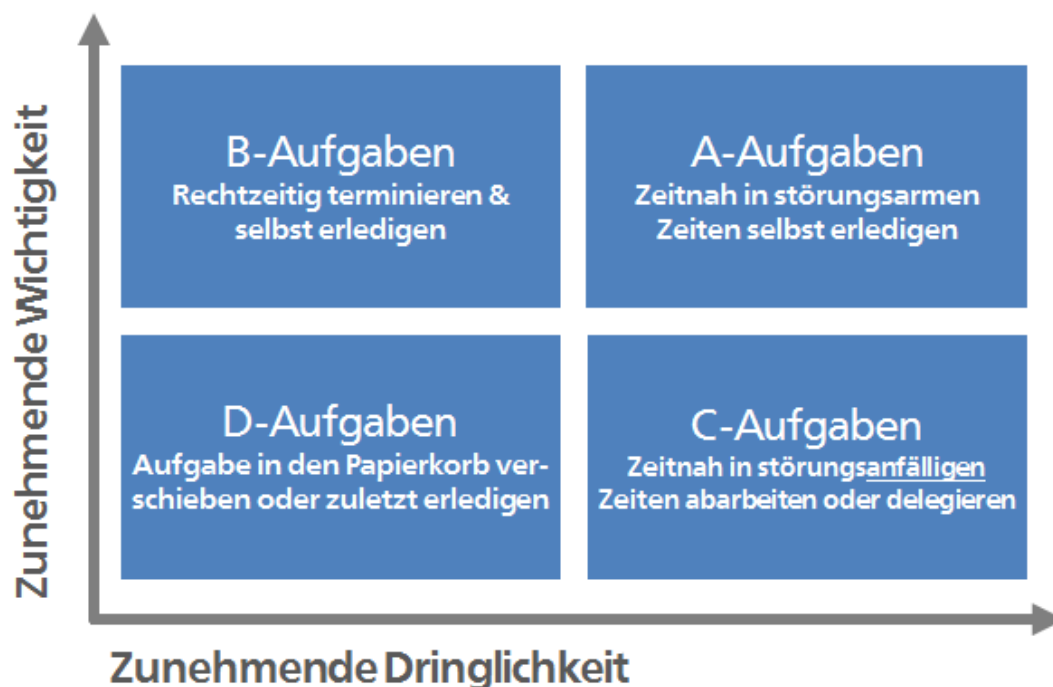 Zunehmende Wichtigkeit
B-Aufgaben
Rechtzeitig terminieren &
selbst erledigen
A-Aufgaben
Zeitnah in störungsarmen
Zeiten selbst erledigen
D-Aufgaben
Aufgabe in den Papierkorb ver-
schieben oder zuletzt erledigen
C-Aufgaben
Zeitnah in störungsanfälligen
Zeiten abarbeiten oder delegieren
Zunehmende Dringlichkeit